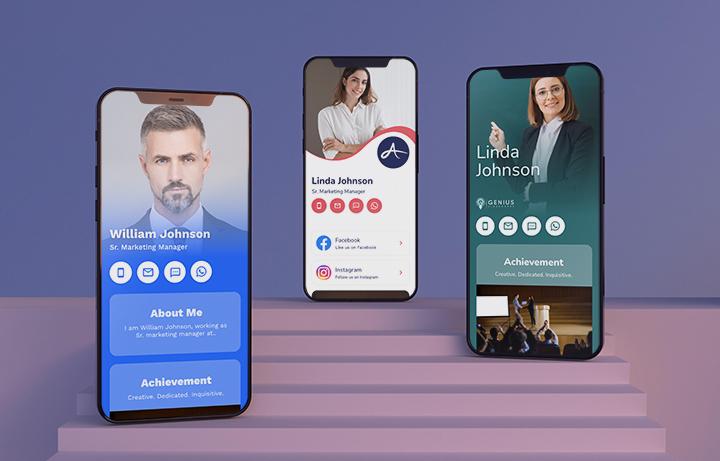 William Johnson
Sr. Marketing Manager
About Me
I am William Johnson, working as
Sr. marketing manager at..
Achievement
Creative. Dedicated. Inquisitive.
A
Linda Johnson
Sr. Marketing Manager
Facebook
Like us on Facebook
Instagram
Follow us on Instagram
Linda
Johnson
GENIUS
Achievement
Creative. Dedicated. Inquisitive.